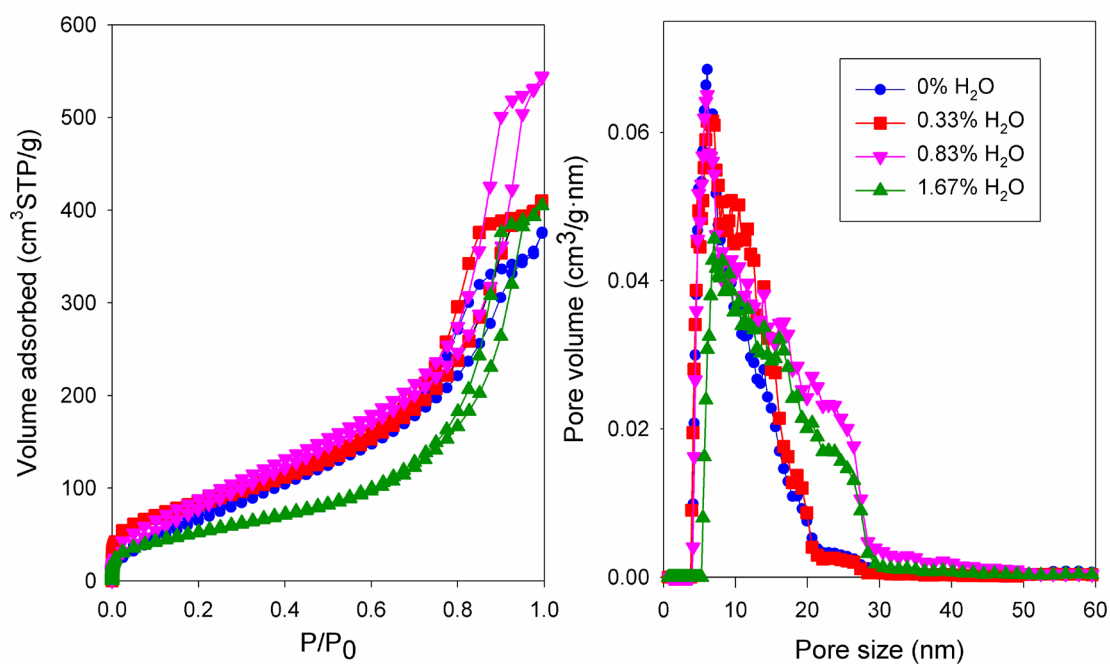 600
500
400
300
200
100
0
0.0 0.2 0.4 0.6 0.8 1.0
Volume adsorbed (cm³STP/g)
P/P₀
0.06
0.04
0.02
0.00
0 10 20 30 40 50 60
Pore volume (cm³/g·nm)
Pore size (nm)
0% H₂O
0.33% H₂O
0.83% H₂O
1.67% H₂O